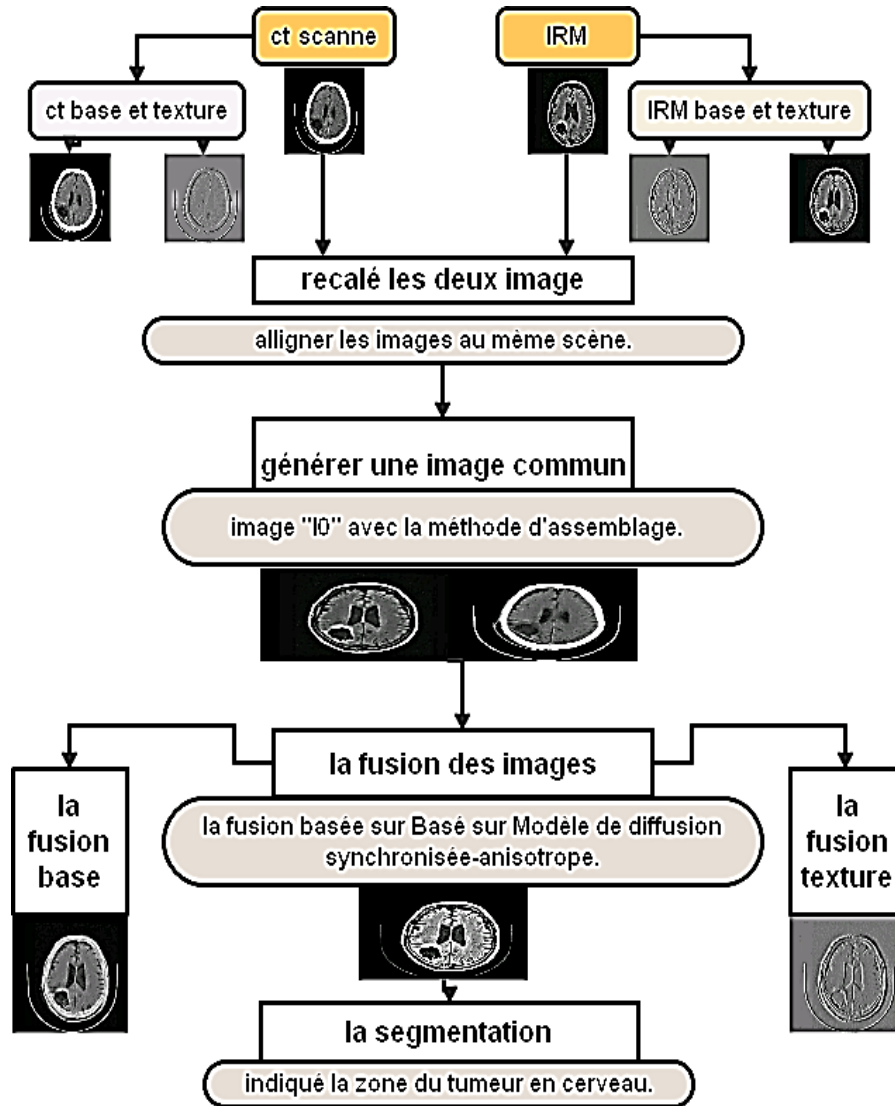 ct scanne
IRM
ct base et texture
IRM base et texture
recalé les deux image
alligner les images au même scène.
générer une image commun
image "I0" avec la méthode d'assemblage.
la fusion des images
la
fusion
base
la fusion basée sur Basé sur Modèle de diffusion
synchronisée-anisotrope.
la
fusion
texture
la segmentation
indiqué la zone du tumeur en cerveau.